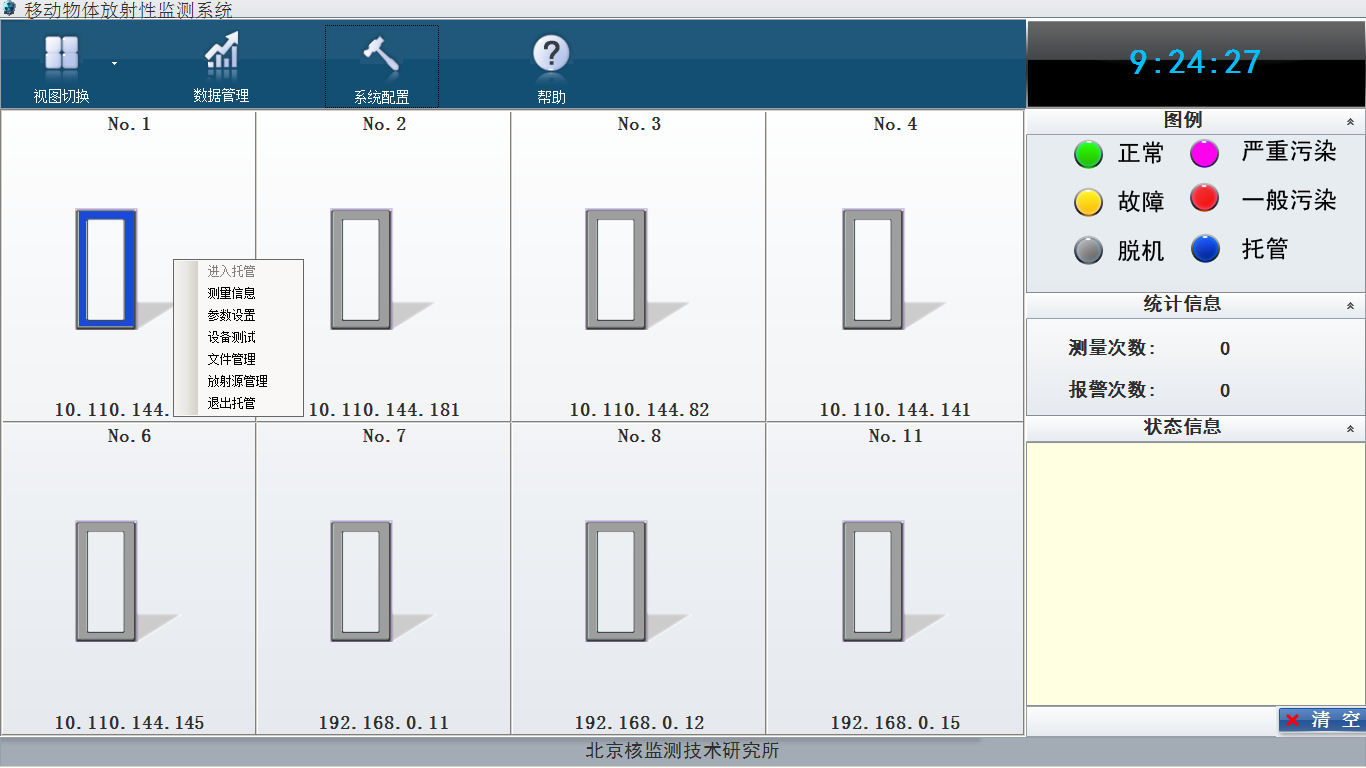 移动物体放射性监测系统
视图切换
数据管理
系统配置
帮助
9:24:27
No.1
No.2
No.3
No.4
进入托管
测量信息
参数设置
设备测试
文件管理
放射源管理
退出托管
10.110.144.
10.110.144.181
10.110.144.82
10.110.144.141
No.6
No.7
No.8
No.11
10.110.144.145
192.168.0.11
192.168.0.12
192.168.0.15
图例
正常
严重污染
故障
一般污染
脱机
托管
统计信息
测量次数: 0
报警次数: 0
状态信息
清 空
北京核监测技术研究所